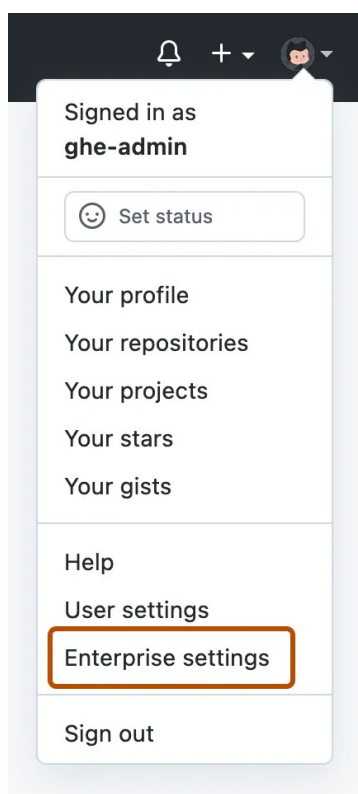 Signed in as
ghe-admin
Set status
Your profile
Your repositories
Your projects
Your stars
Your gists
Help
User settings
Enterprise settings
Sign out